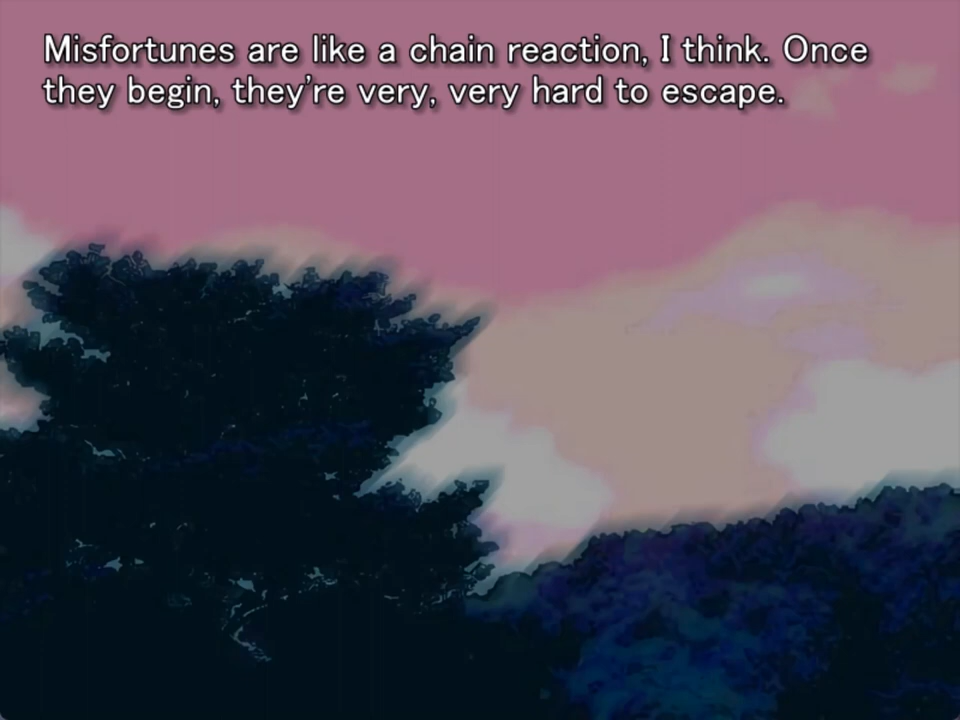 Misfortunes are like a chain reaction, I think. Once
they begin, they're very, very hard to escape.